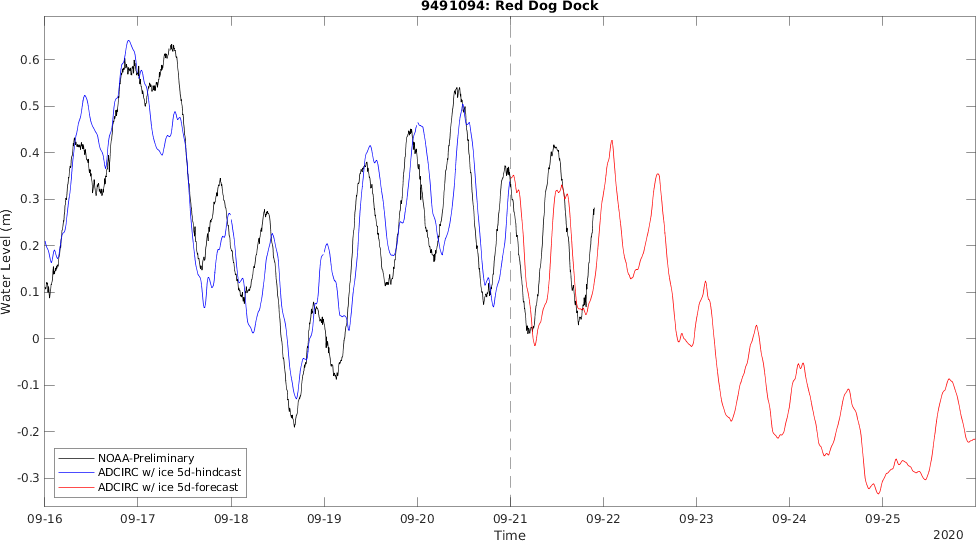 9491094: Red Dog Dock
Water Level (m)
0.6
0.5
0.4
0.3
0.2
0.1
0
-0.1
-0.2
-0.3
NOAA-Preliminary
ADCIRC w/ ice 5d-hindcast
ADCIRC w/ ice 5d-forecast
09-16 09-17 09-18 09-19 09-20 09-21 09-22 09-23 09-24 09-25
Time
2020